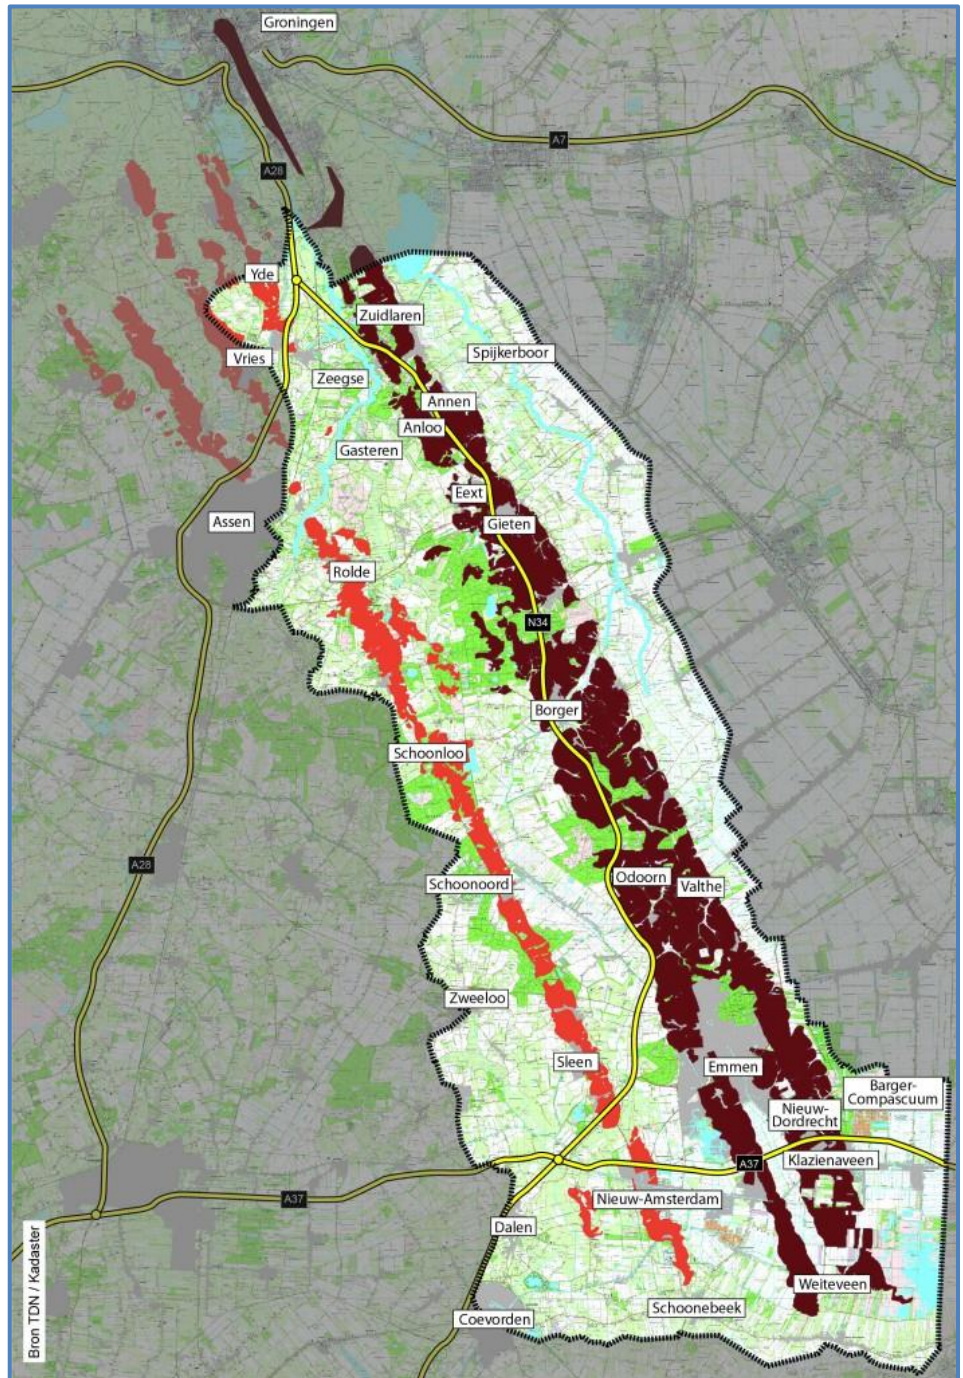 Groningen
A7
A28
Yde
Zuidlaren
Vries
Spijkerboor
Zeegse
Annen
Anloo
Gasteren
Eext
Assen
Gieten
Rolde
N34
Borger
Schoonloo
A28
Odoorn
Schoonoord
Valthe
Zweeloo
Sleen
Emmen
Barger-
Compascuum
Nieuw-
Dordrecht
Klazienaveen
A37
A37
Nieuw-Amsterdam
Dalen
Weiteveen
Schoonebeek
Coevorden
Bron TDN / Kadaster